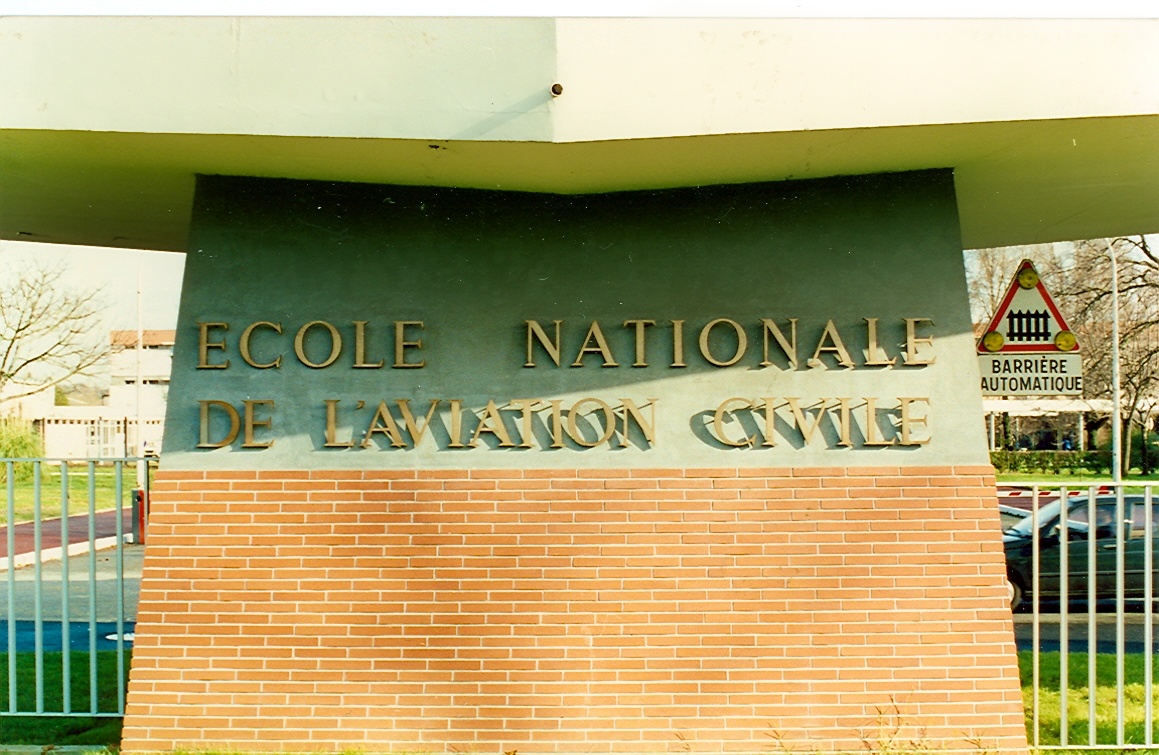 ECOLE NATIONALE
DE L'AVIATION CIVILE
BARRIÈRE
AUTOMATIQUE